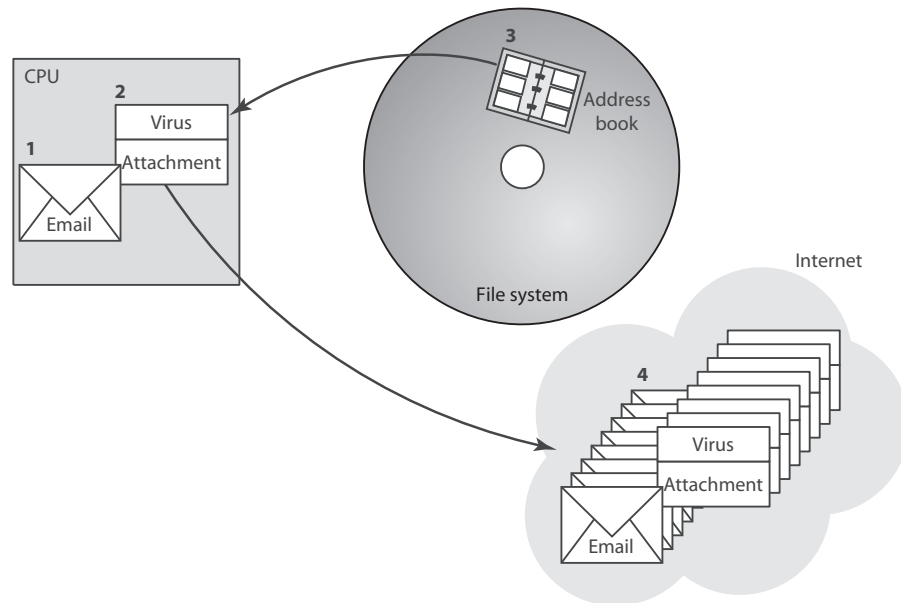 CPU
1
Email
2
Virus
Attachment
3
Address
book
File system
Internet
4
Virus
Attachment
Email